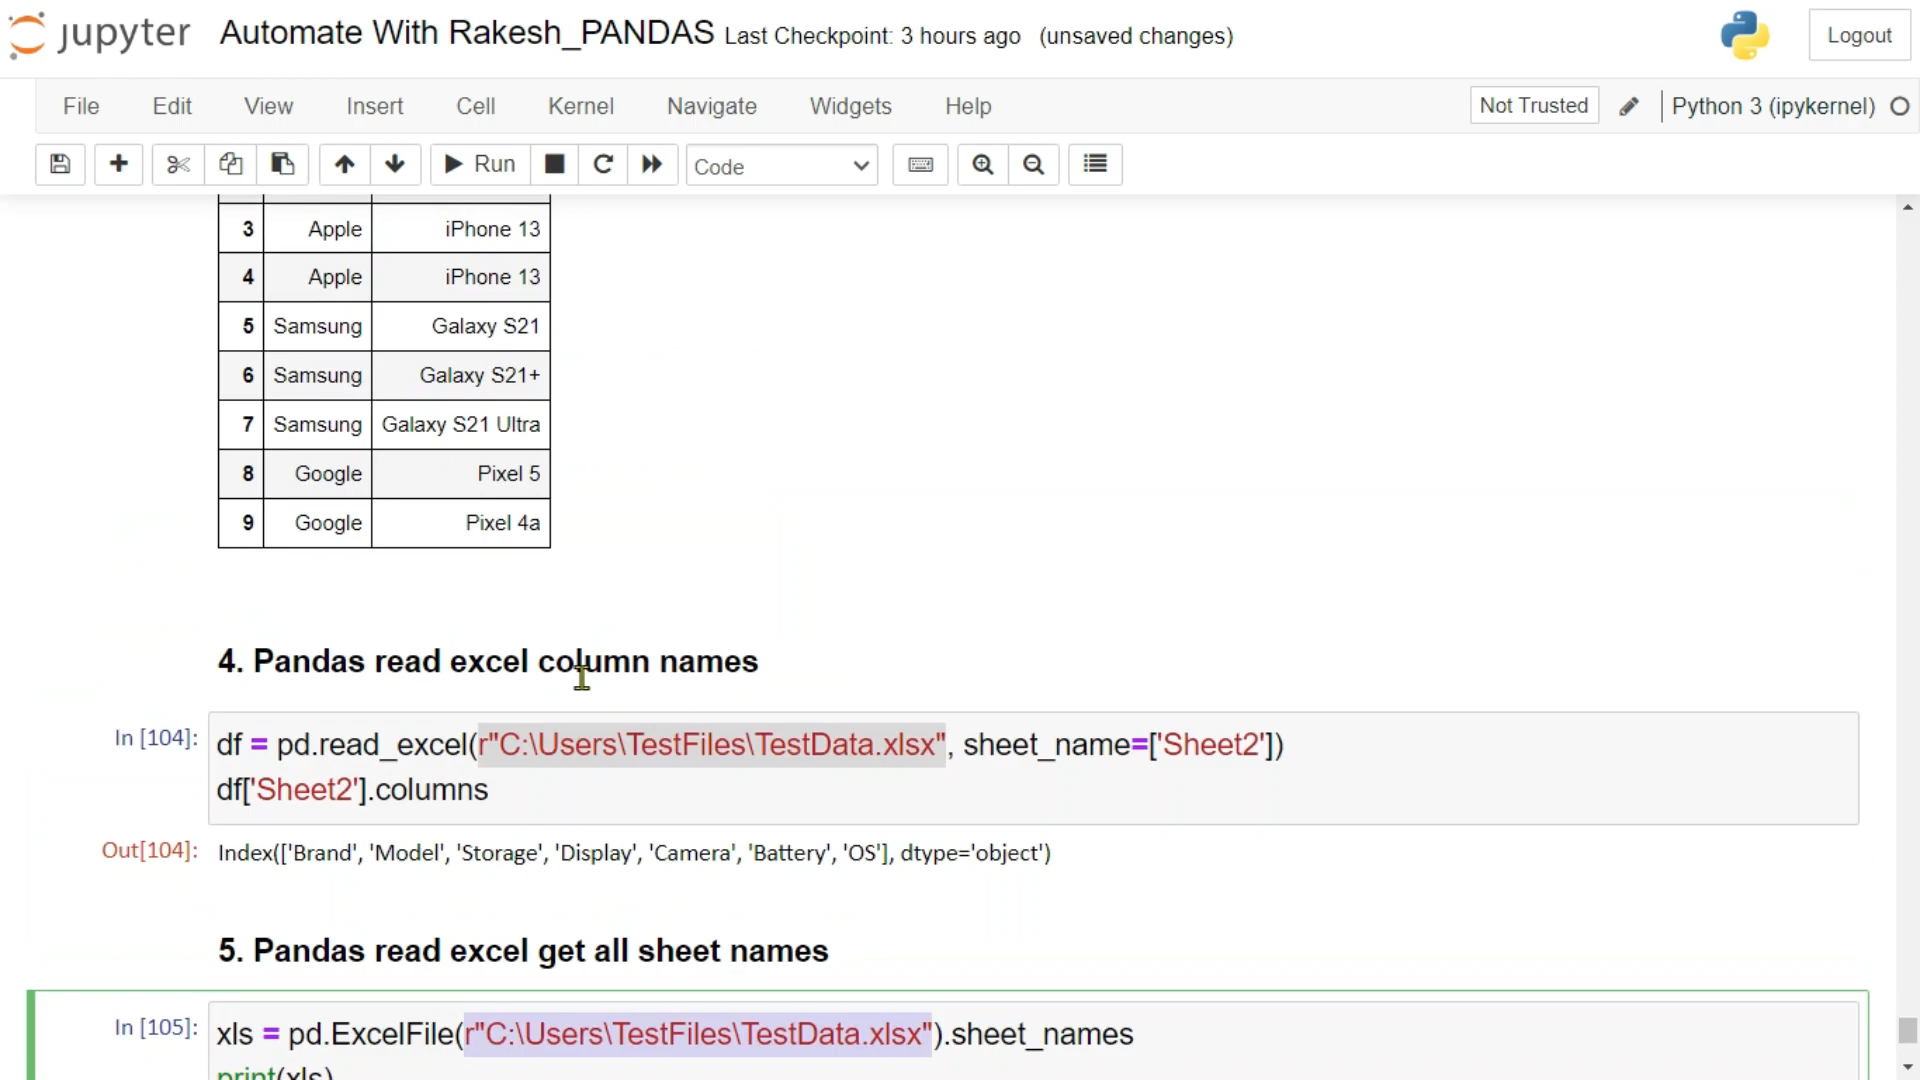 jupyter Automate With Rakesh_PANDAS Last Checkpoint: 3 hours ago (unsaved changes) Logout
File Edit View Insert Cell Kernel Navigate Widgets Help Not Trusted Python 3 (ipykernel)
Run Code
3 Apple iPhone 13
4 Apple iPhone 13
5 Samsung Galaxy S21
6 Samsung Galaxy S21+
7 Samsung Galaxy S21 Ultra
8 Google Pixel 5
9 Google Pixel 4a
4. Pandas read excel column names
In [104]: df = pd.read_excel(r"C:\Users\TestFiles\TestData.xlsx", sheet_name=['Sheet2'])
df['Sheet2'].columns
Out[104]: Index(['Brand', 'Model', 'Storage', 'Display', 'Camera', 'Battery', 'OS'], dtype='object')
5. Pandas read excel get all sheet names
In [105]: xls = pd.ExcelFile(r"C:\Users\TestFiles\TestData.xlsx").sheet_names
print(xls)